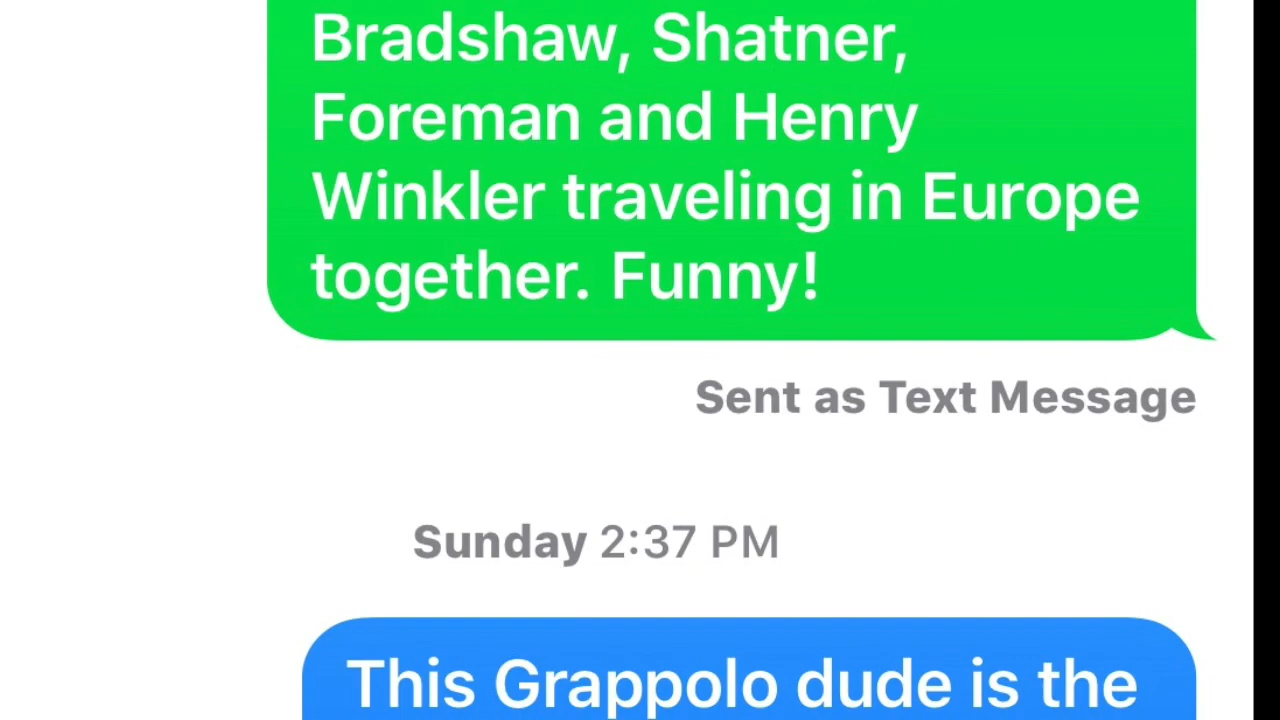 Bradshaw, Shatner,
Foreman and Henry
Winkler traveling in Europe
together. Funny!
Sent as Text Message
Sunday 2:37 PM
This Grappolo dude is the